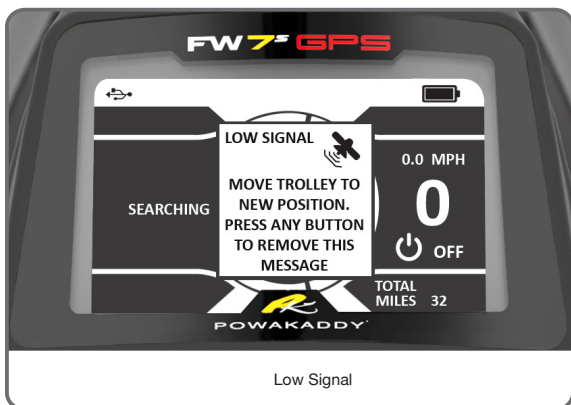 FW7s GPS
LOW SIGNAL
MOVE TROLLEY TO
NEW POSITION.
PRESS ANY BUTTON
TO REMOVE THIS
MESSAGE
SEARCHING
0.0 MPH
0
OFF
TOTAL
MILES 32
POWAKADDY
Low Signal